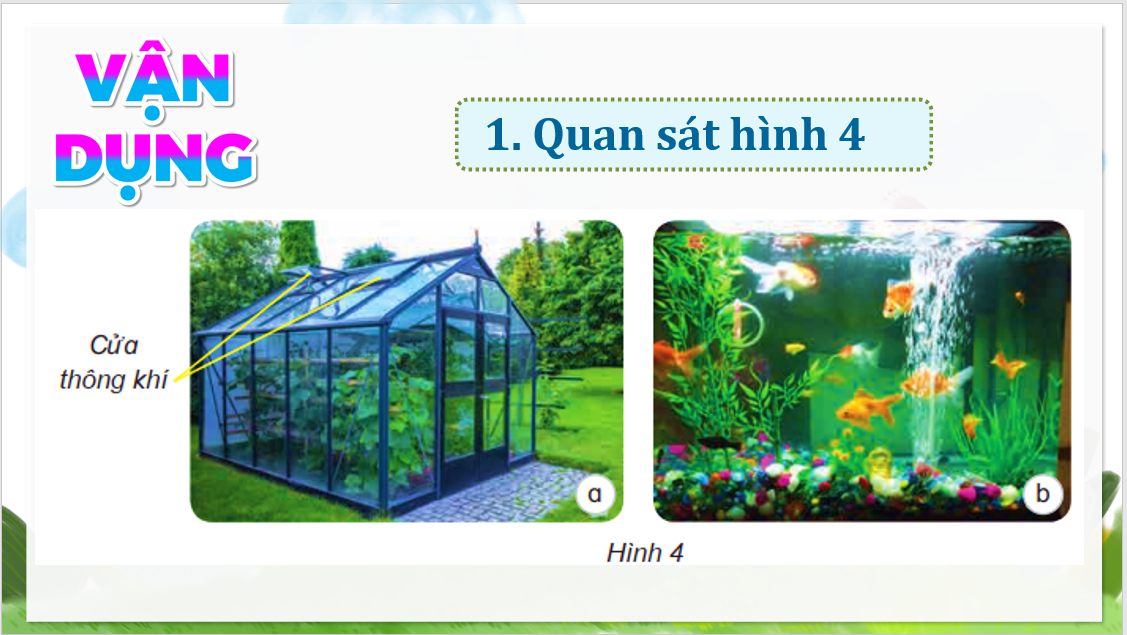 VẬN
DỤNG
1. Quan sát hình 4
Cửa
thông khí
a
b
Hình 4